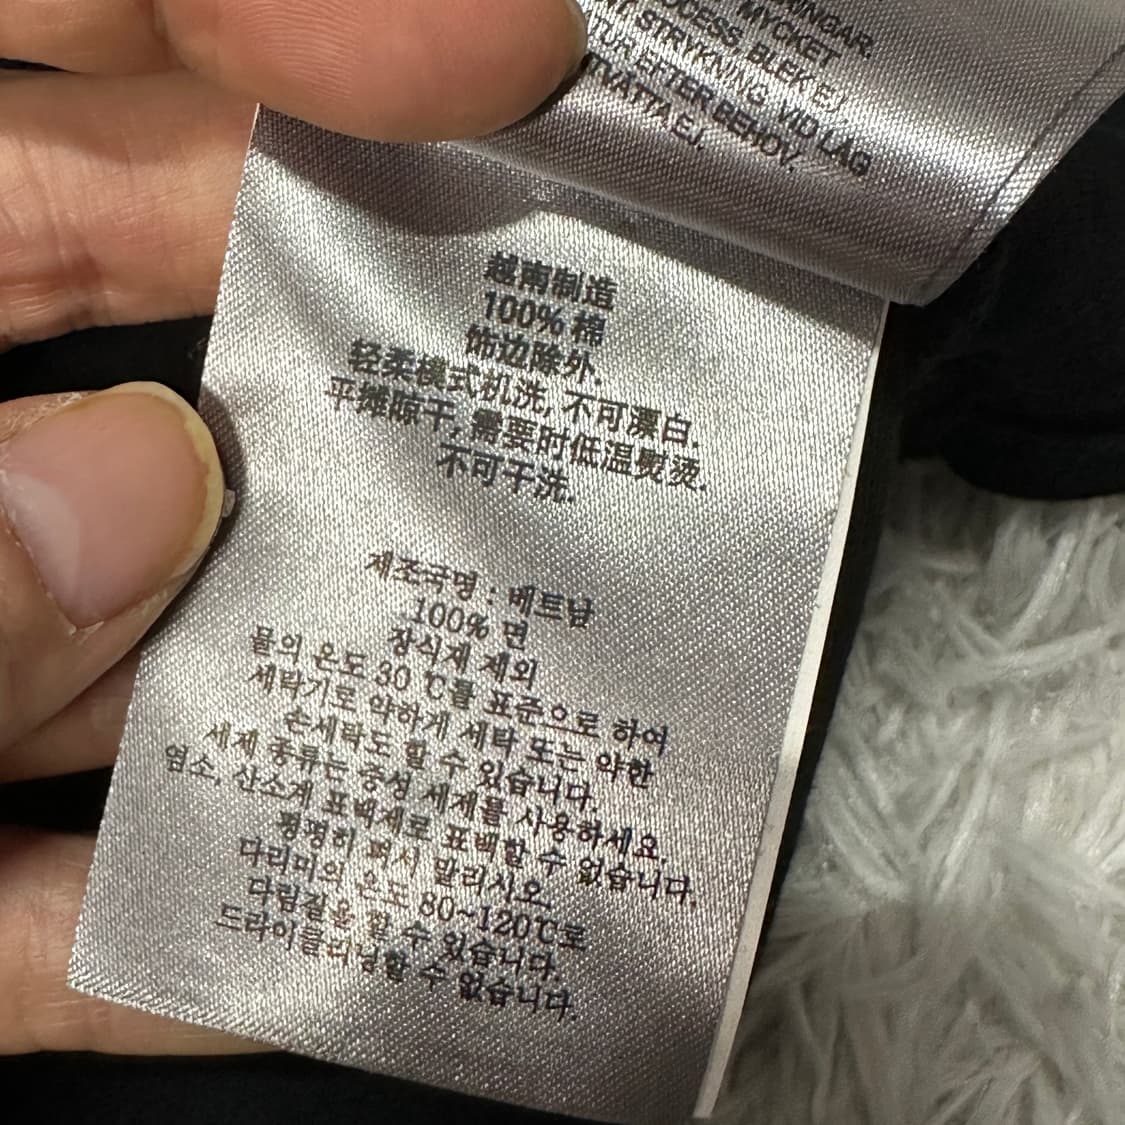 MYCKET
PROCESS. BLEK EJ.
STRYKNING VID LÅG
EFTER BEHOV.
TVÄTTA EJ.
越南制造
100% 棉
饰边除外.
轻柔模式机洗, 不可漂白.
平摊晾干, 需要时低温熨烫.
不可干洗.
제조국명 : 베트남
100% 면
장식제 제외
물의 온도 30 ℃를 표준으로 하여
세탁기로 약하게 세탁 또는 약한
손세탁도 할 수 있습니다.
세제 종류는 중성 세제를 사용하세요.
염소, 산소계 표백제로 표백할 수 없습니다.
평평히 펴서 말리시오.
다리미의 온도 80~120℃로
다림질을 할 수 있습니다.
드라이클리닝할 수 없습니다.